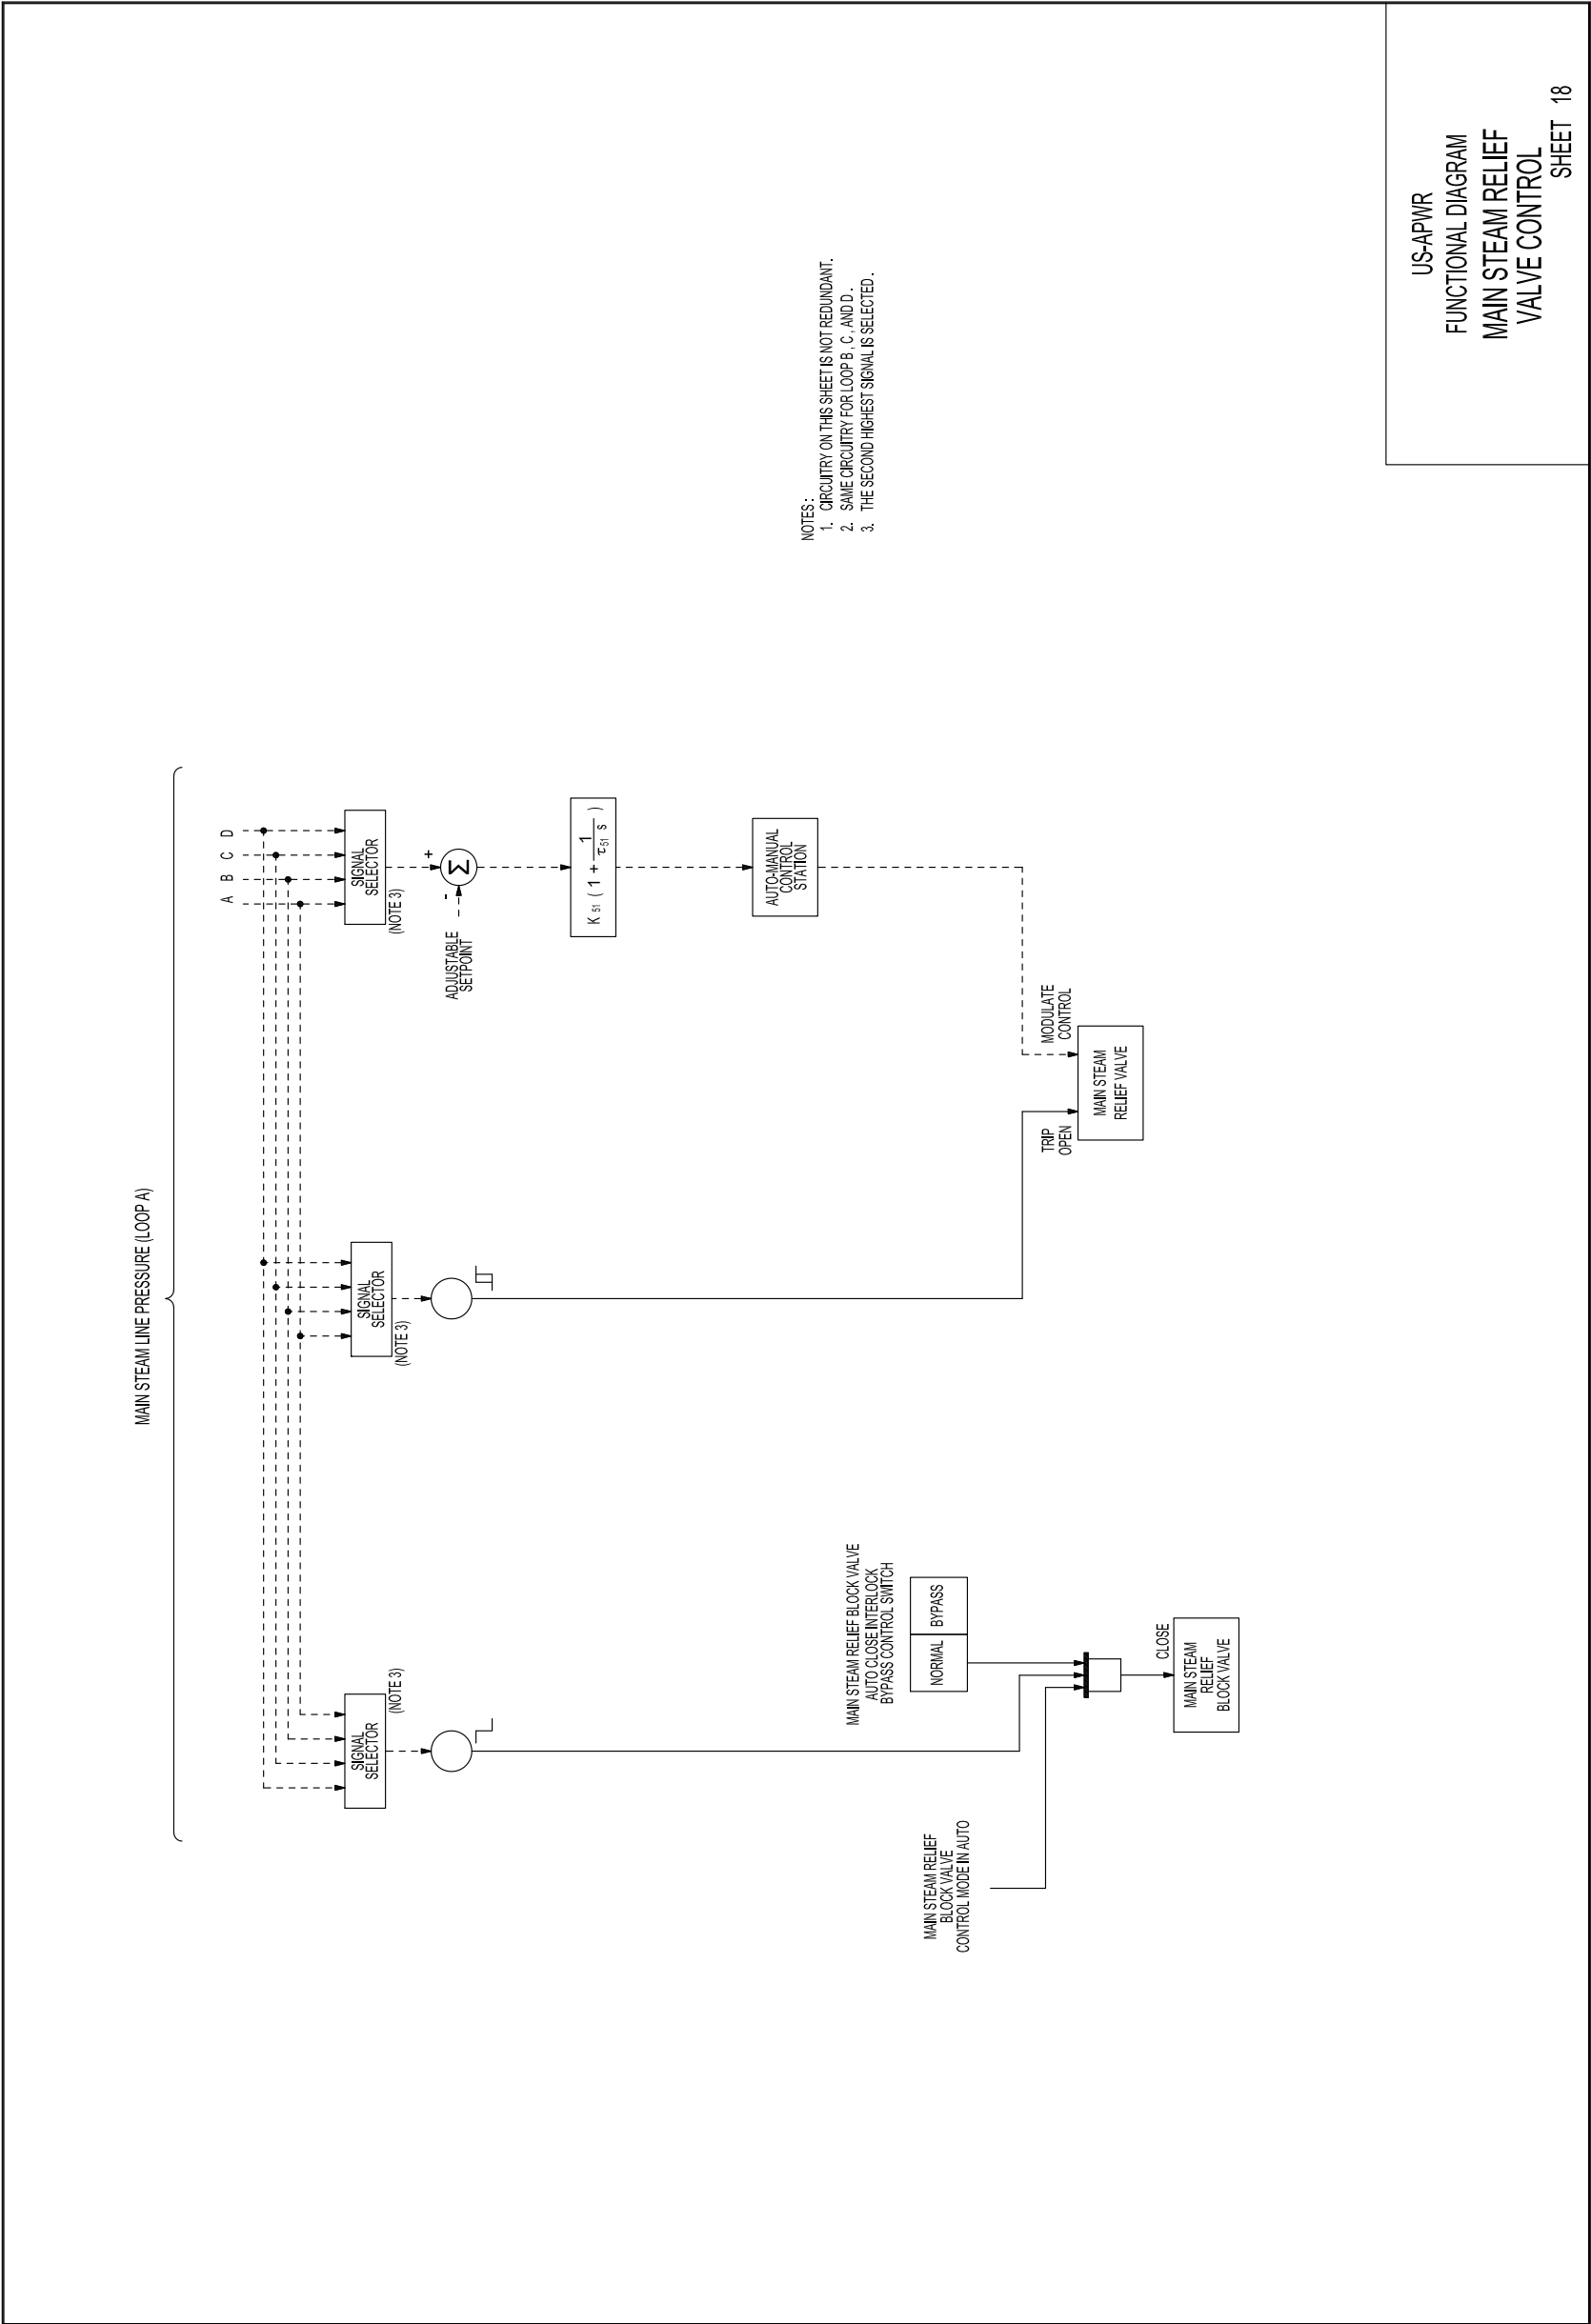 MAIN STEAM LINE PRESSURE (LOOP A)
A B C D
SIGNAL
SELECTOR
(NOTE 3)
SIGNAL
SELECTOR
(NOTE 3)
SIGNAL
SELECTOR
(NOTE 3)
+
-
Σ
ADJUSTABLE
SETPOINT
K 51 ( 1 + 1 / τ 51 s )
AUTO-MANUAL
CONTROL
STATION
MAIN STEAM RELIEF BLOCK VALVE
AUTO CLOSE INTERLOCK
BYPASS CONTROL SWITCH
NORMAL BYPASS
MAIN STEAM RELIEF
BLOCK VALVE
CONTROL MODE IN AUTO
TRIP
OPEN
MODULATE
CONTROL
MAIN STEAM
RELIEF VALVE
CLOSE
MAIN STEAM
RELIEF
BLOCK VALVE
NOTES :
1. CIRCUITRY ON THIS SHEET IS NOT REDUNDANT.
2. SAME CIRCUITRY FOR LOOP B , C , AND D .
3. THE SECOND HIGHEST SIGNAL IS SELECTED .
US-APWR
FUNCTIONAL DIAGRAM
MAIN STEAM RELIEF
VALVE CONTROL
SHEET 18